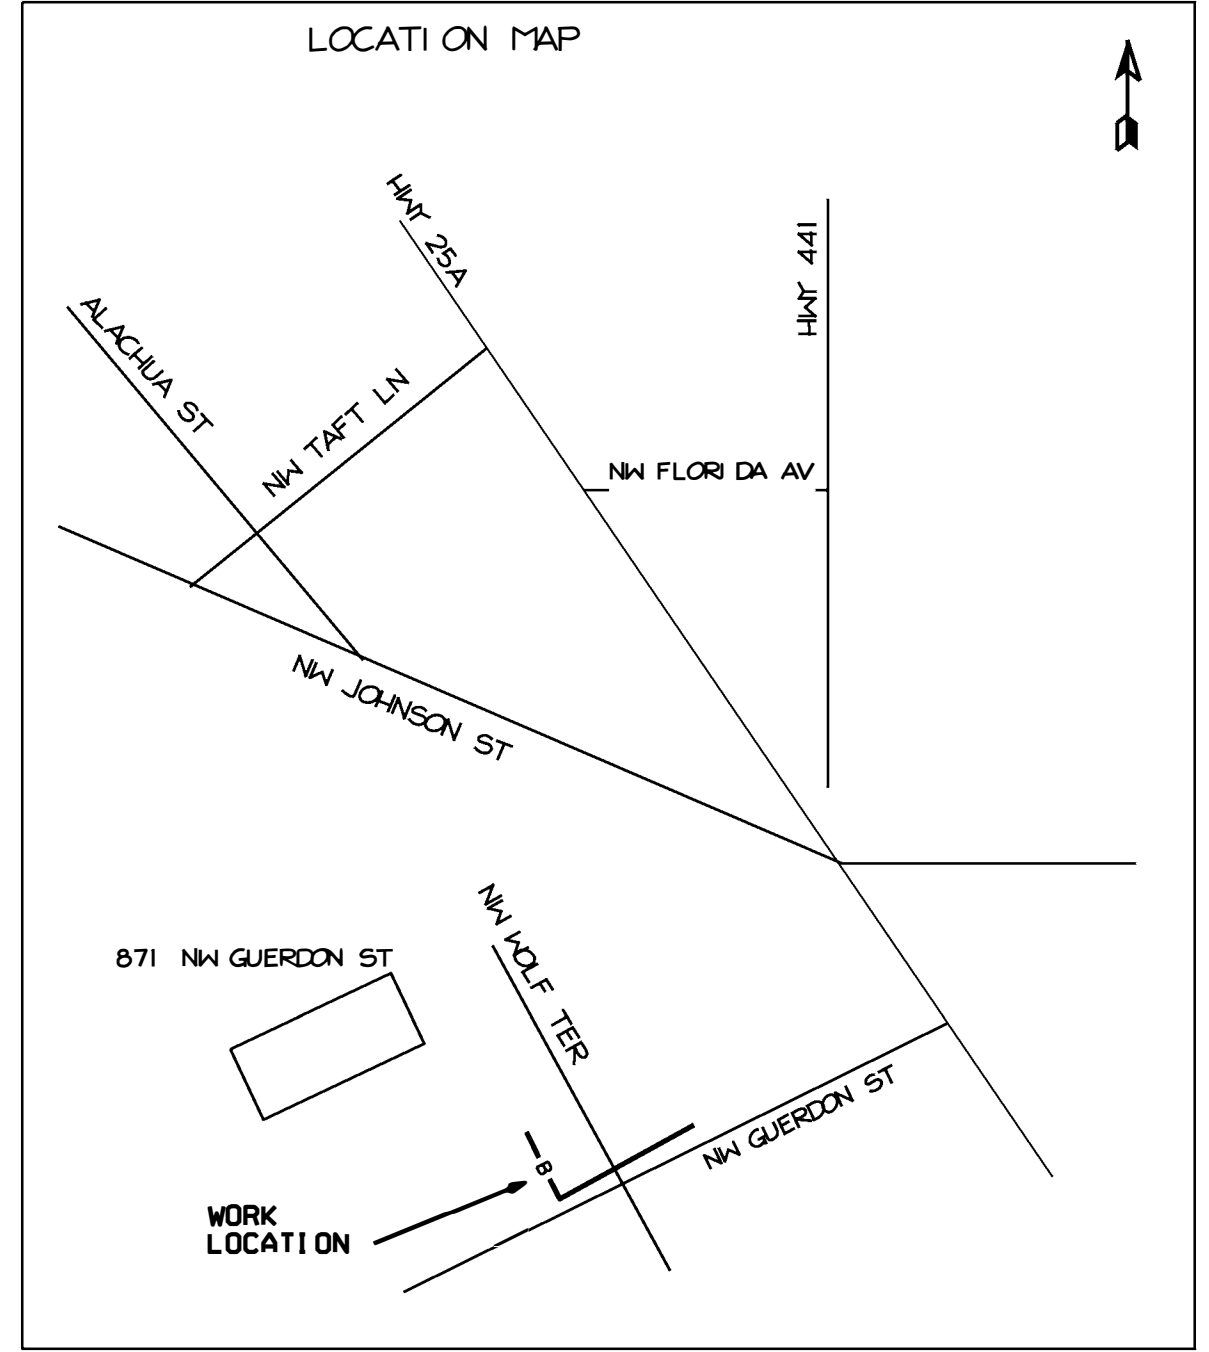 LOCATION MAP
HWY 25A
HWY 441
ALACHUA ST
NW TAFT LN
NW FLORIDA AV
NW JOHNSON ST
NW WOLF TER
871 NW GUERDON ST
NW GUERDON ST
B
WORK
LOCATION